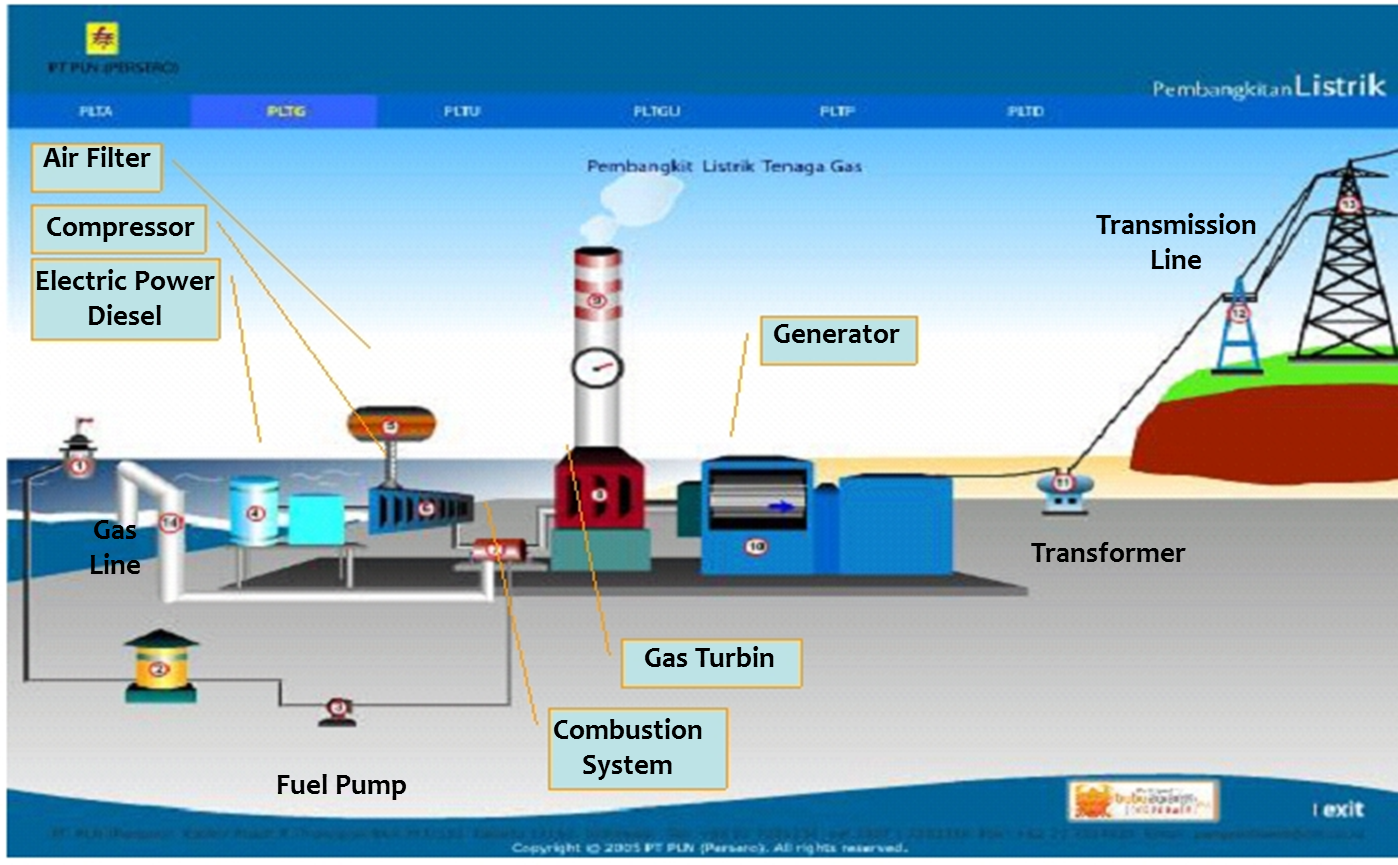 PT PLN (PERSERO)
Pembangkitan Listrik
PLTA
PLTG
PLTU
PLTGU
PLTP
PLTD
Pembangkit Listrik Tenaga Gas
Air Filter
Compressor
Electric Power
Diesel
Transmission
Line
Generator
Gas
Line
Transformer
Gas Turbin
Combustion
System
Fuel Pump
1
2
3
4
5
6
7
8
9
10
11
12
13
14
exit
Copyright © 2005 PT PLN (Persero). All rights reserved.